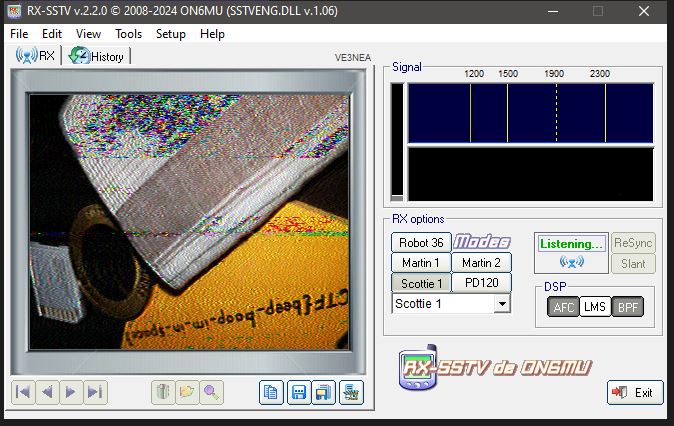 RX-SSTV v.2.2.0 © 2008-2024 ON6MU (SSTVENG.DLL v.1.06)
File Edit View Tools Setup Help
RX History VE3NEA
Signal
1200 1500 1900 2300
RX options
Robot 36 Modes
Martin 1 Martin 2
Scottie 1 PD120
Scottie 1
Listening... ReSync
Slant
DSP
AFC LMS BPF
CTF{beep-boop_im_in_space}
RX-SSTV de ON6MU
Exit